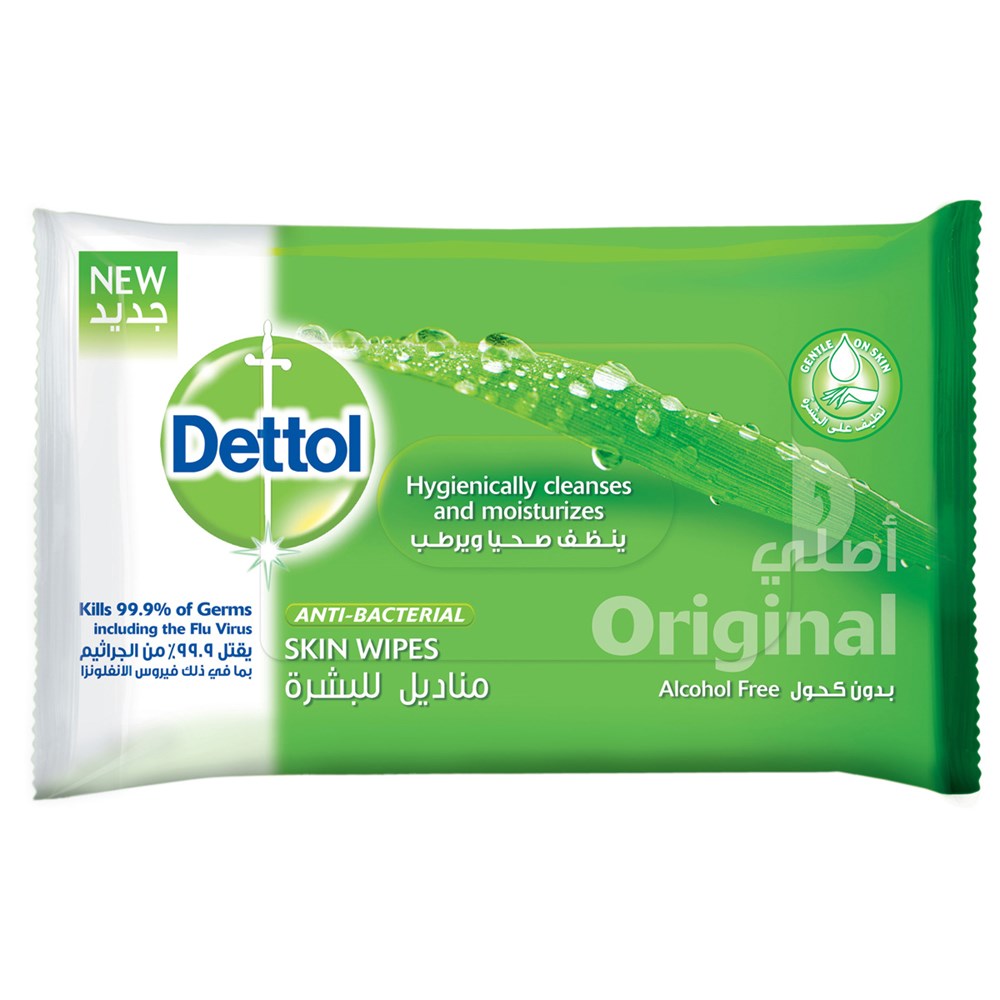 NEW
جديد
Dettol
GENTLE ON SKIN
لطيف على البشرة
Hygienically cleanses
and moisturizes
ينظف صحيا ويرطب
أصلي
Original
Kills 99.9% of Germs
including the Flu Virus
يقتل ٩٩.٩٪ من الجراثيم
بما في ذلك فيروس الانفلونزا
ANTI-BACTERIAL
SKIN WIPES
مناديل للبشرة
Alcohol Free بدون كحول